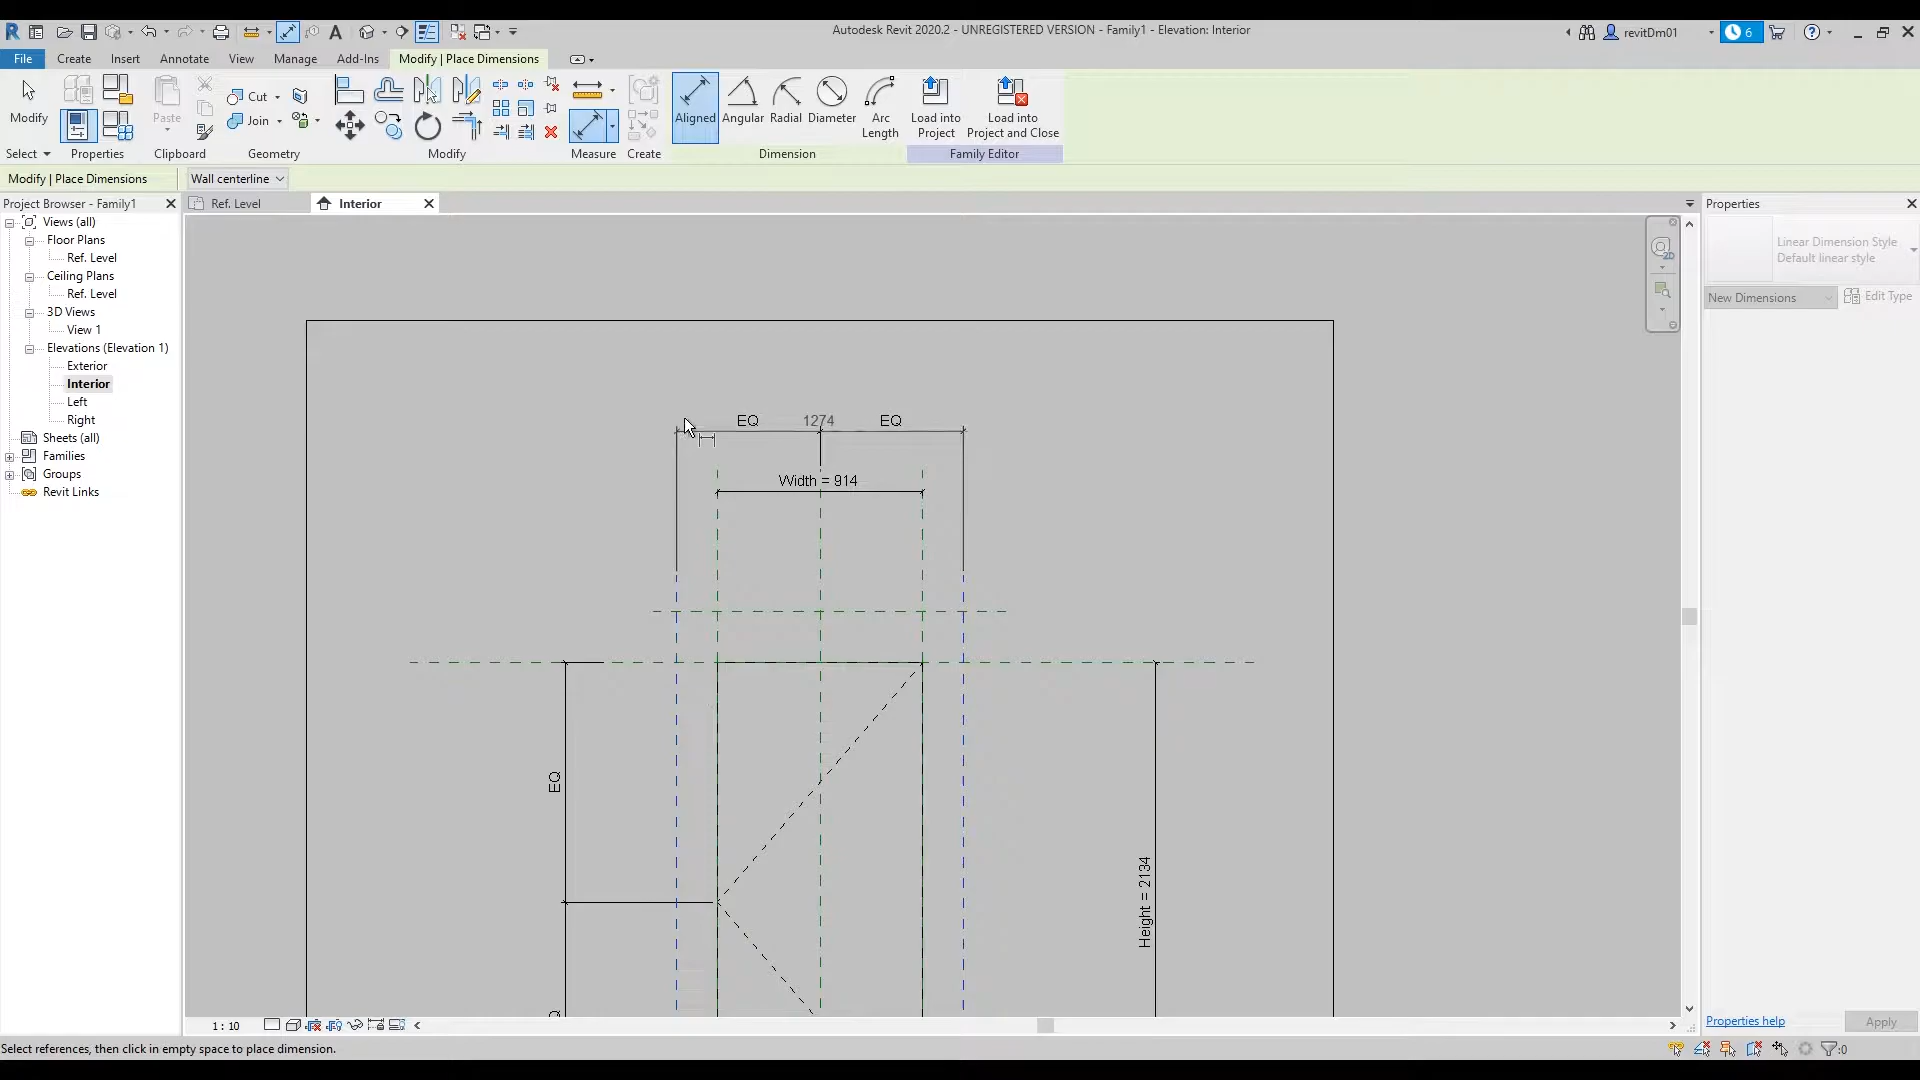 Autodesk Revit 2020.2 - UNREGISTERED VERSION - Family1 - Elevation: Interior
revitDm01
6
File Create Insert Annotate View Manage Add-Ins Modify | Place Dimensions
Modify
Paste
Cut
Join
Aligned Angular Radial Diameter Arc Length Load into Project Load into Project and Close
Select Properties Clipboard Geometry Modify Measure Create Dimension Family Editor
Modify | Place Dimensions Wall centerline
Project Browser - Family1
Ref. Level Interior
Properties
Views (all)
Floor Plans
Ref. Level
Ceiling Plans
Ref. Level
3D Views
View 1
Elevations (Elevation 1)
Exterior
Interior
Left
Right
Sheets (all)
Families
Groups
Revit Links
2D
Linear Dimension Style
Default linear style
New Dimensions Edit Type
EQ 1274 EQ
Width = 914
EQ
Height = 2134
1 : 10
Properties help Apply
Select references, then click in empty space to place dimension.
:0